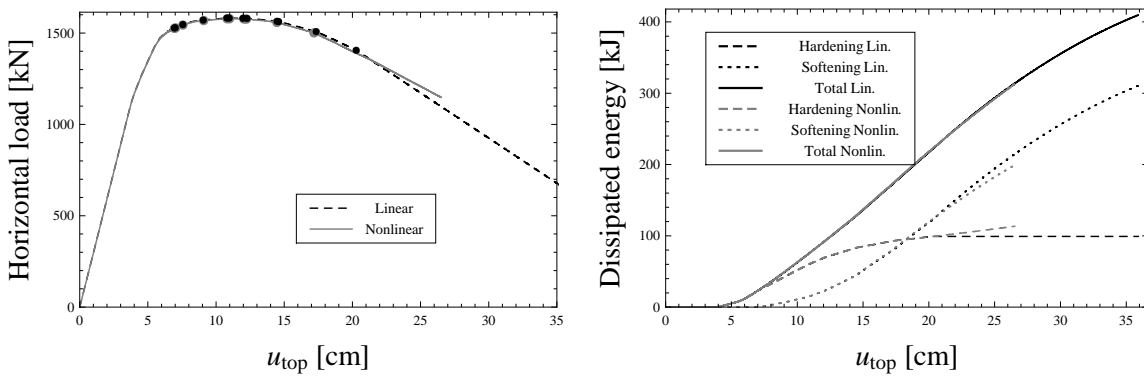 Horizontal load [kN]
1500
1000
500
0
0 5 10 15 20 25 30 35
Linear
Nonlinear
u_top [cm]
Dissipated energy [kJ]
400
300
200
100
0
0 5 10 15 20 25 30 35
Hardening Lin.
Softening Lin.
Total Lin.
Hardening Nonlin.
Softening Nonlin.
Total Nonlin.
u_top [cm]